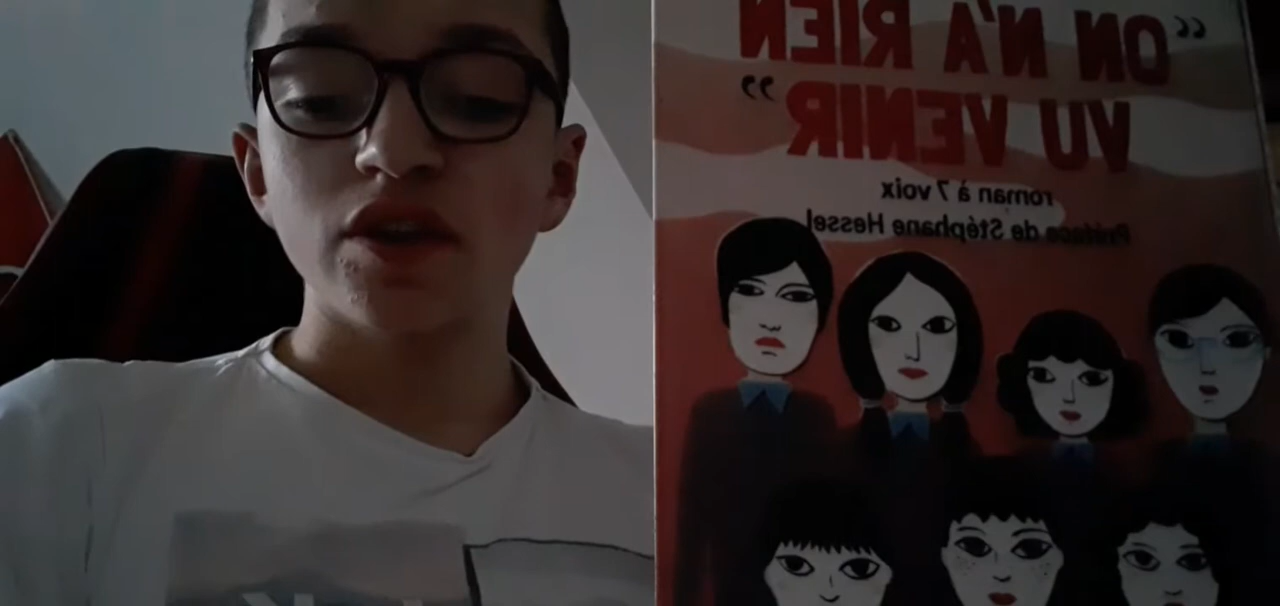 “ON N'A RIEN
VU VENIR”
roman à 7 voix
Préface de Stéphane Hessel